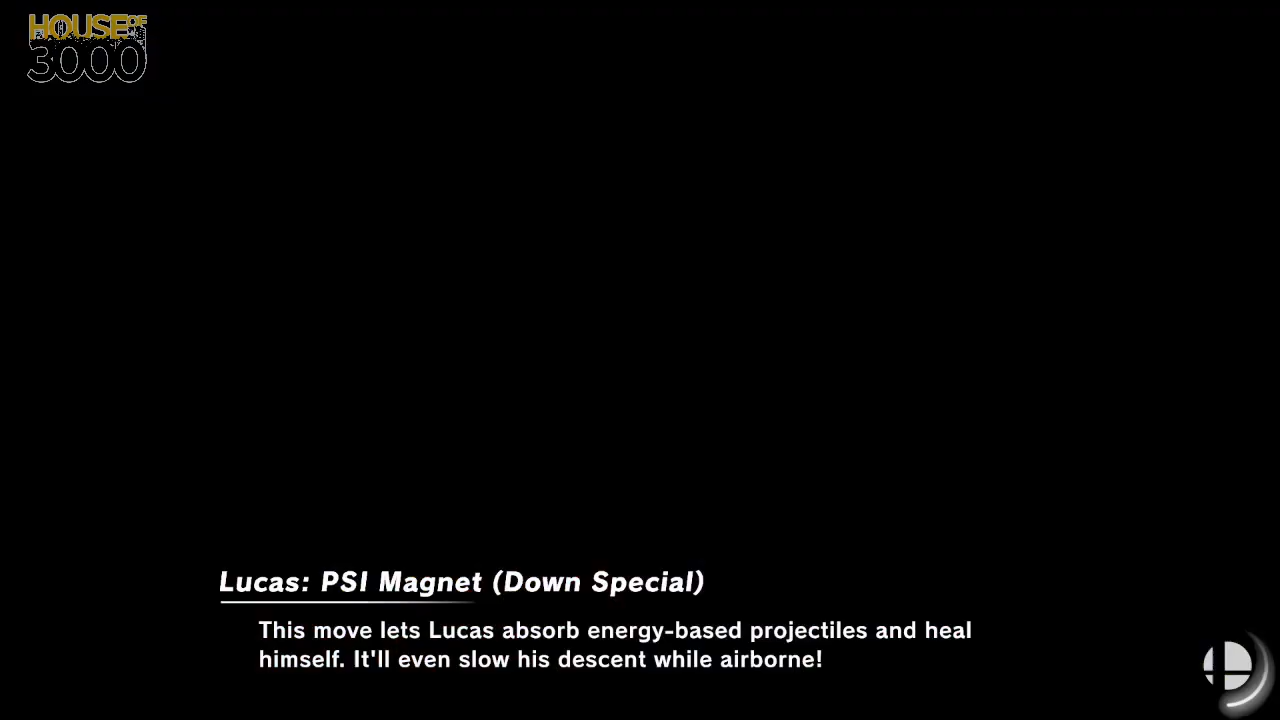 HOUSE OF
3000
Lucas: PSI Magnet (Down Special)
This move lets Lucas absorb energy-based projectiles and heal
himself. It'll even slow his descent while airborne!